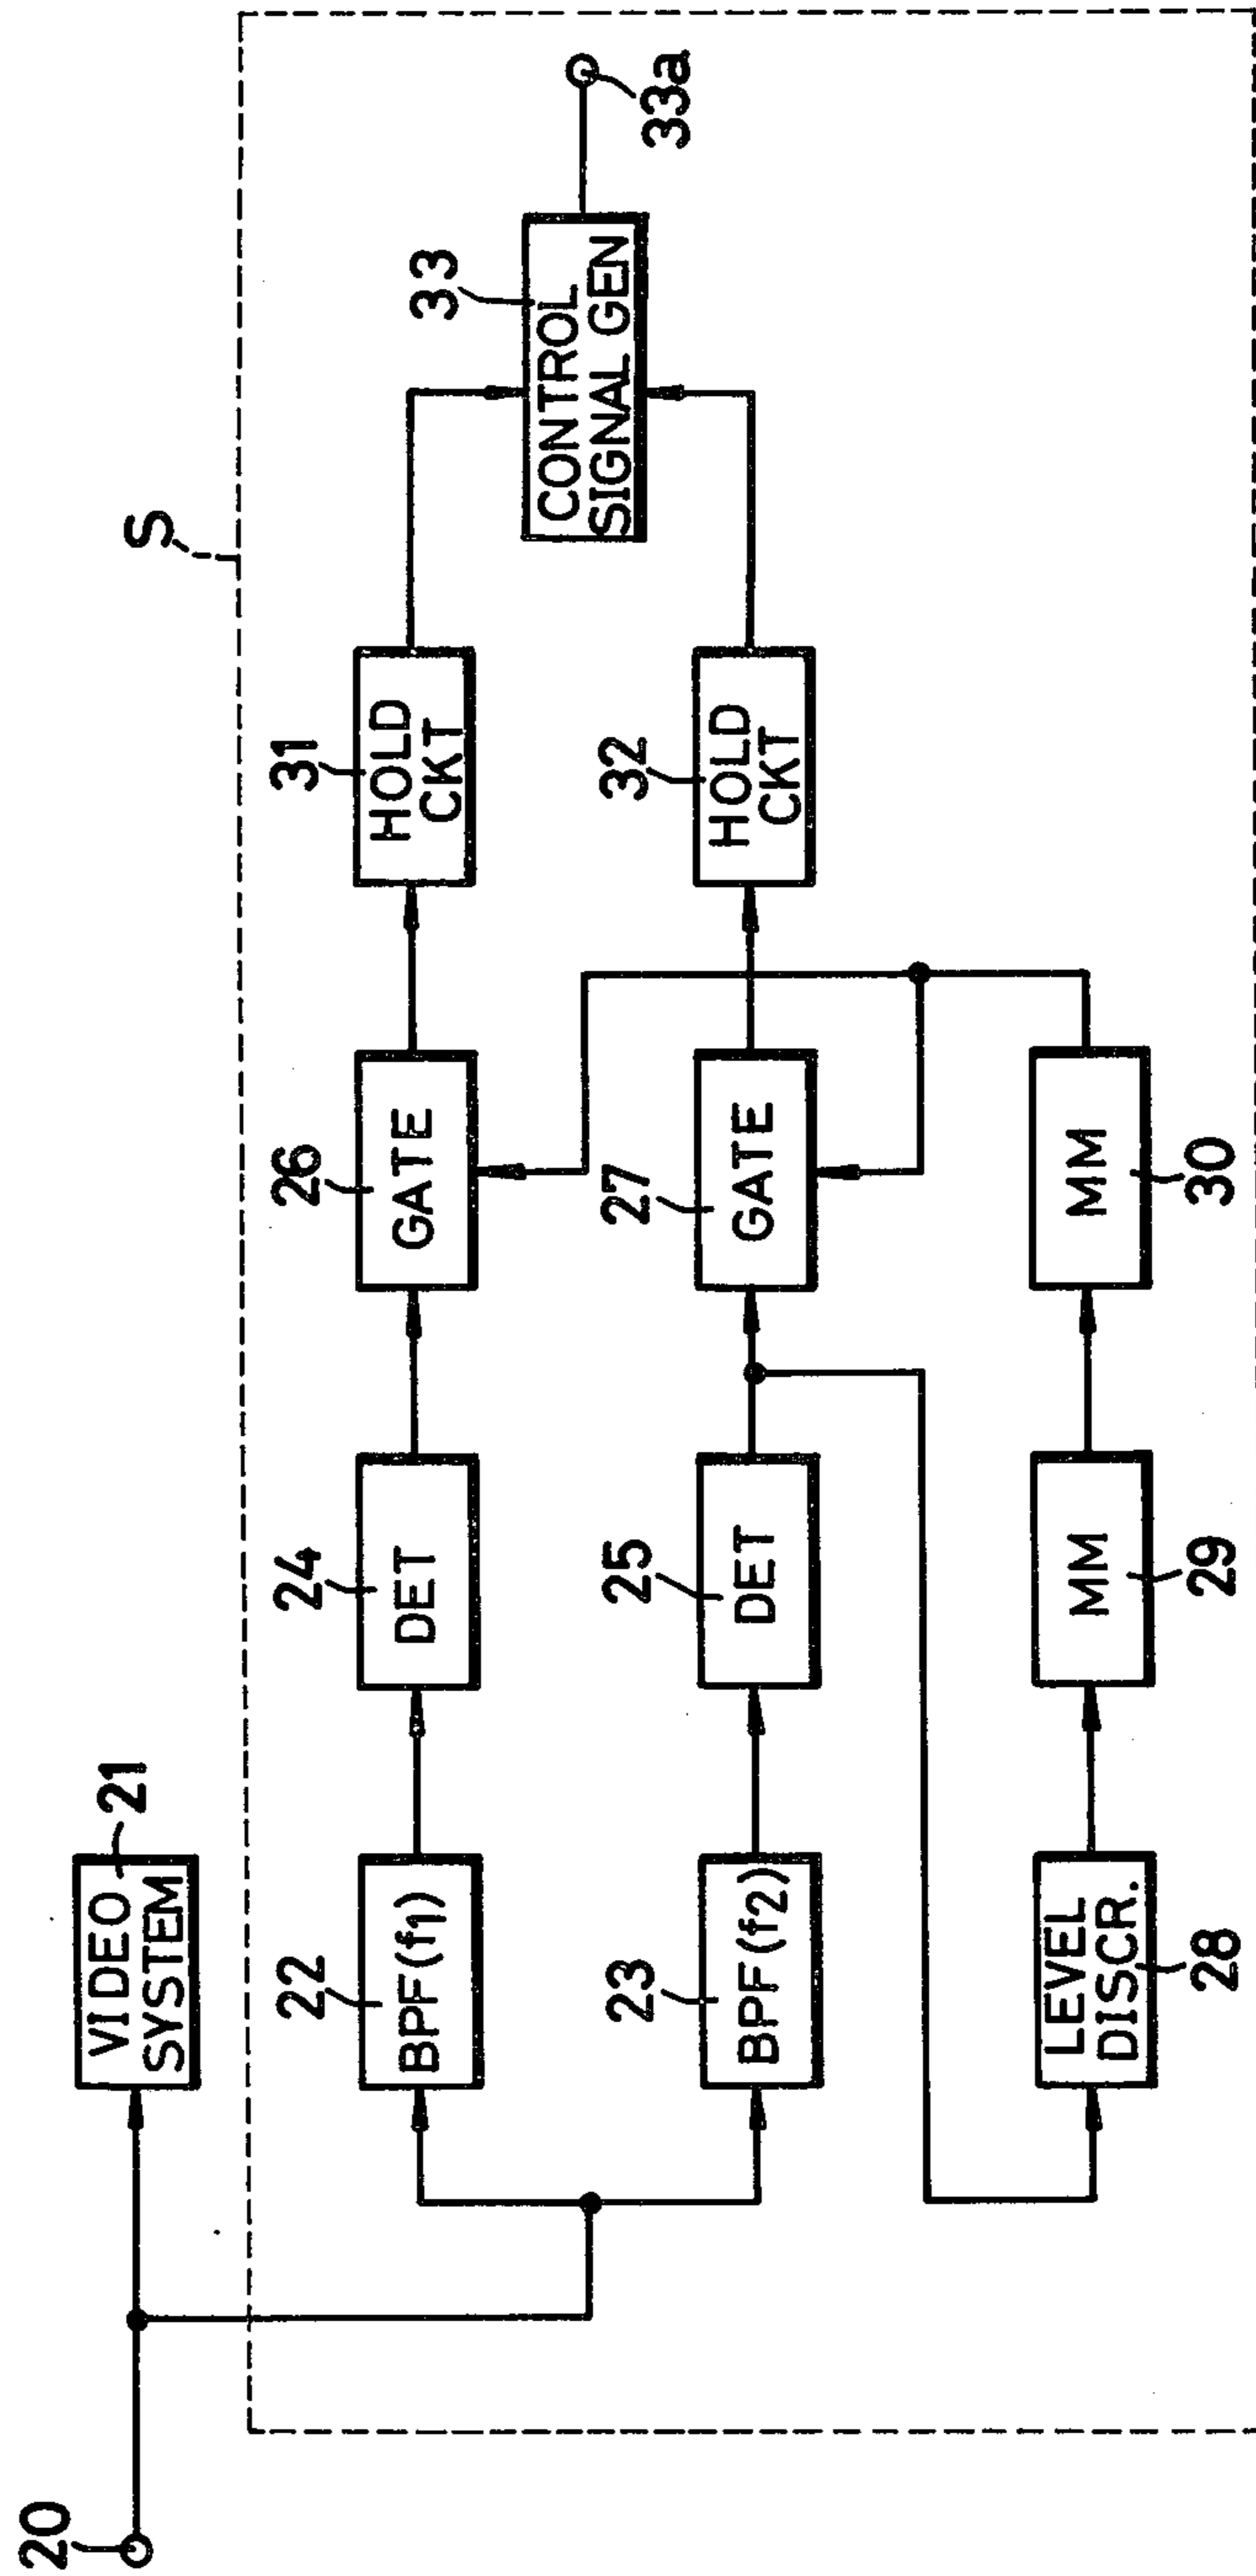 20
VIDEO
SYSTEM
21
S
22
BPF(f1)
24
DET
26
GATE
31
HOLD
CKT
33
CONTROL
SIGNAL GEN
33a
23
BPF(f2)
25
DET
27
GATE
32
HOLD
CKT
LEVEL
DISCR.
28
MM
29
MM
30